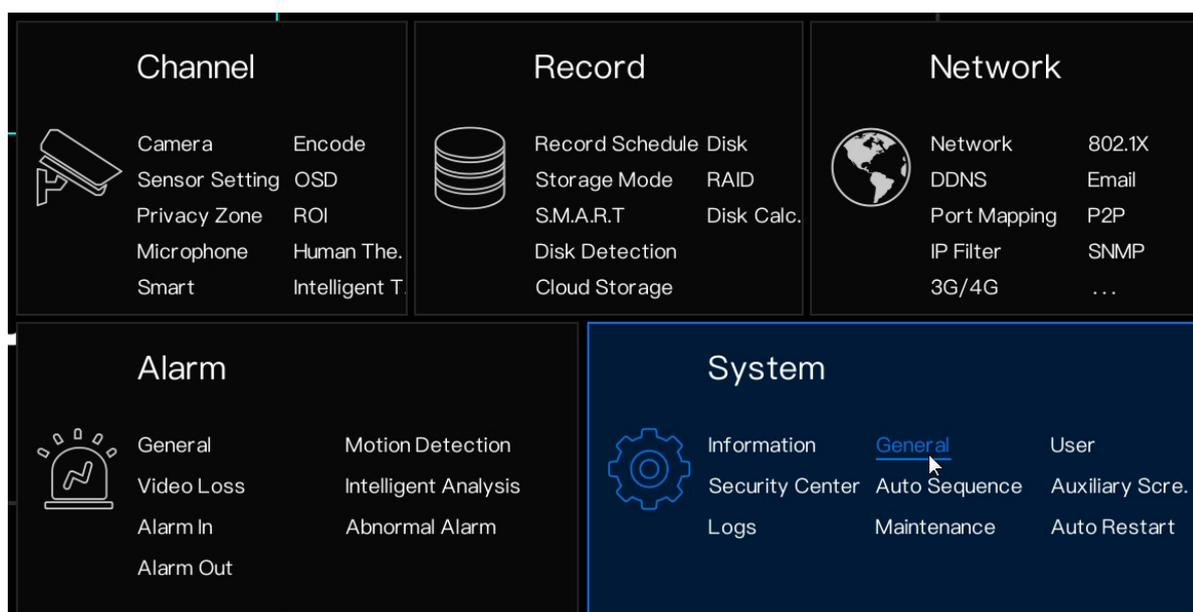 Channel
Camera Encode
Sensor Setting OSD
Privacy Zone ROI
Microphone Human The.
Smart Intelligent T.
Record
Record Schedule Disk
Storage Mode RAID
S.M.A.R.T Disk Calc.
Disk Detection
Cloud Storage
Network
Network 802.1X
DDNS Email
Port Mapping P2P
IP Filter SNMP
3G/4G ...
Alarm
General Motion Detection
Video Loss Intelligent Analysis
Alarm In Abnormal Alarm
Alarm Out
System
Information General User
Security Center Auto Sequence Auxiliary Scre.
Logs Maintenance Auto Restart